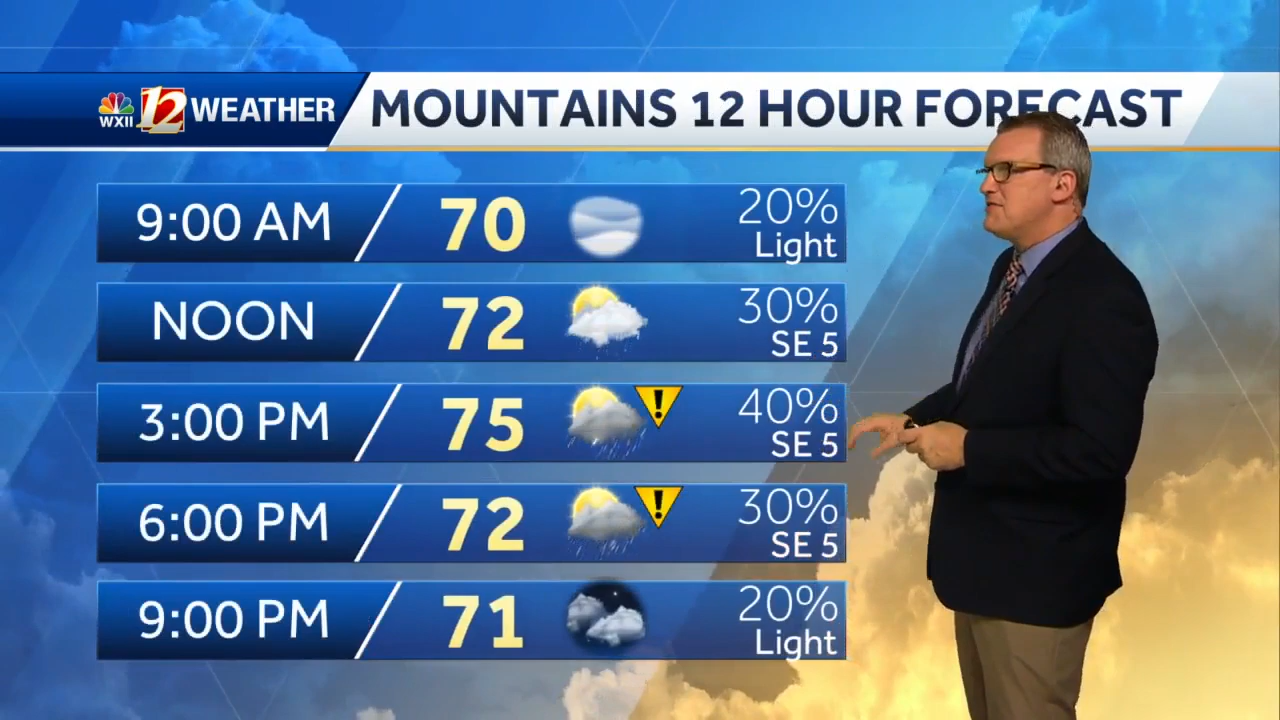 WXII 12 WEATHER
MOUNTAINS 12 HOUR FORECAST
9:00 AM 70 20% Light
NOON 72 30% SE 5
3:00 PM 75 ! 40% SE 5
6:00 PM 72 ! 30% SE 5
9:00 PM 71 20% Light